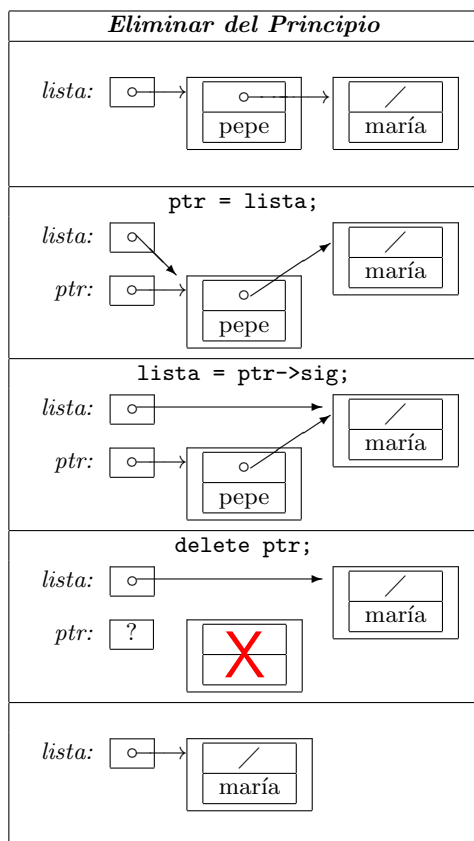 Eliminar del Principio
lista:
pepe
maría
ptr = lista;
lista:
ptr:
maría
pepe
lista = ptr->sig;
lista:
ptr:
maría
pepe
delete ptr;
lista:
maría
ptr: ?
X
lista:
maría